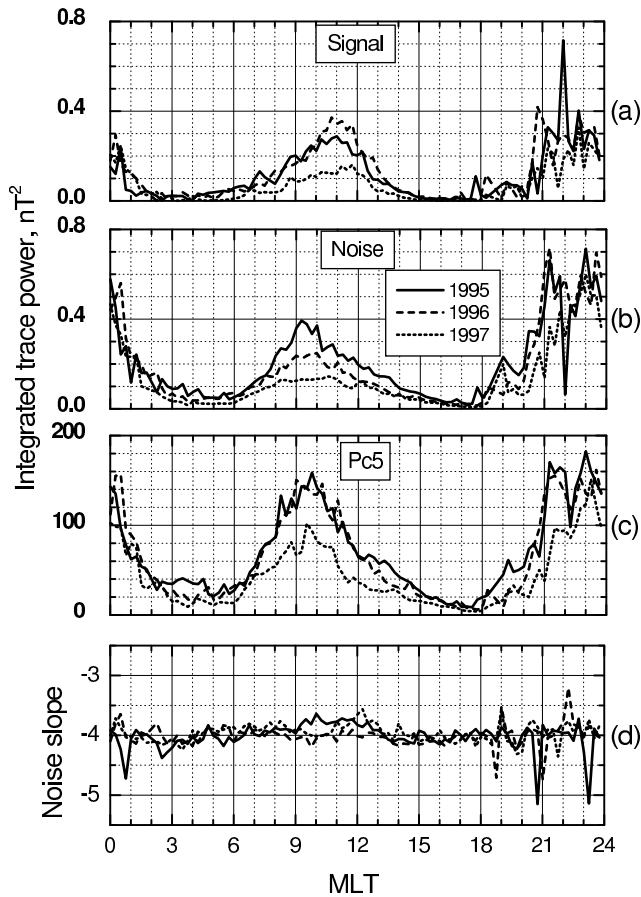 Integrated trace power, nT²
0.8
0.4
0.0
Signal
(a)
0.8
0.4
0.0
Noise
1995
1996
1997
(b)
200
100
0
Pc5
(c)
Noise slope
-3
-4
-5
(d)
0 3 6 9 12 15 18 21 24
MLT